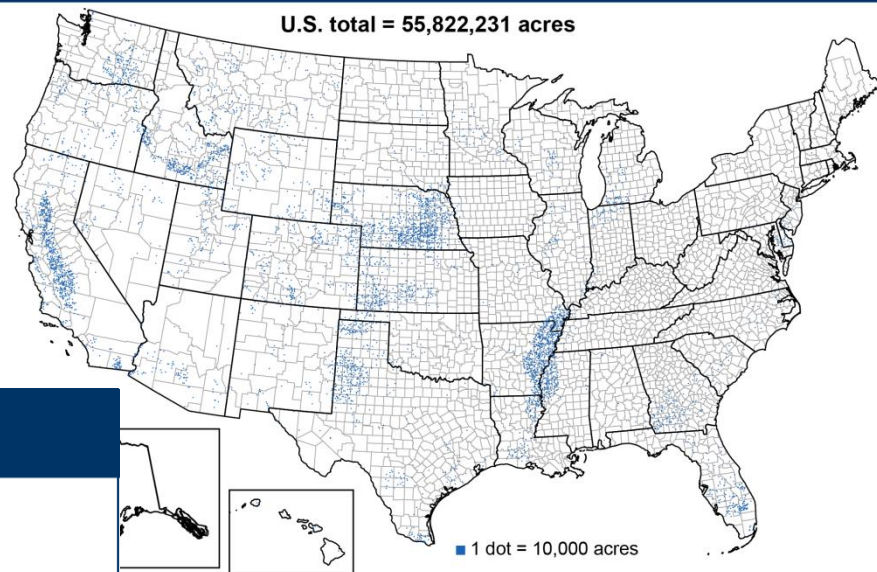 U.S. total = 55,822,231 acres
1 dot = 10,000 acres